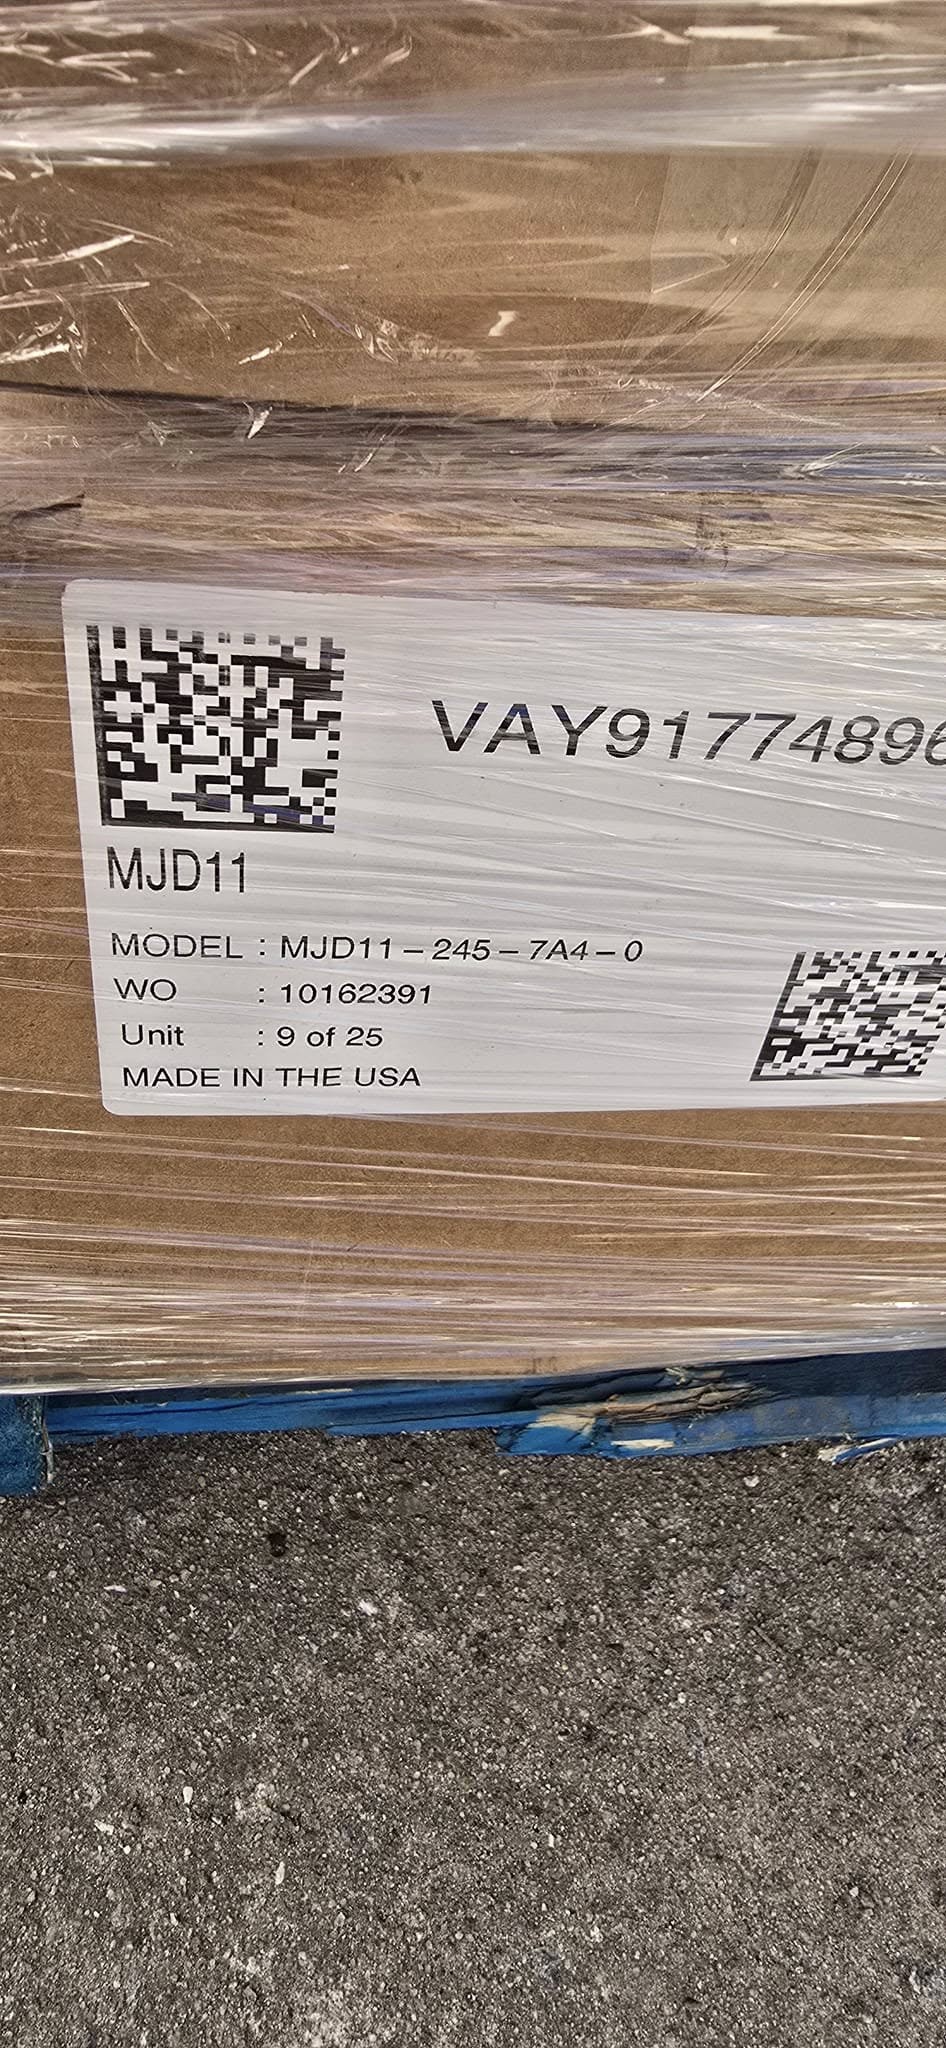 VAY91774896
MJD11
MODEL : MJD11-245-7A4-0
WO : 10162391
Unit : 9 of 25
MADE IN THE USA